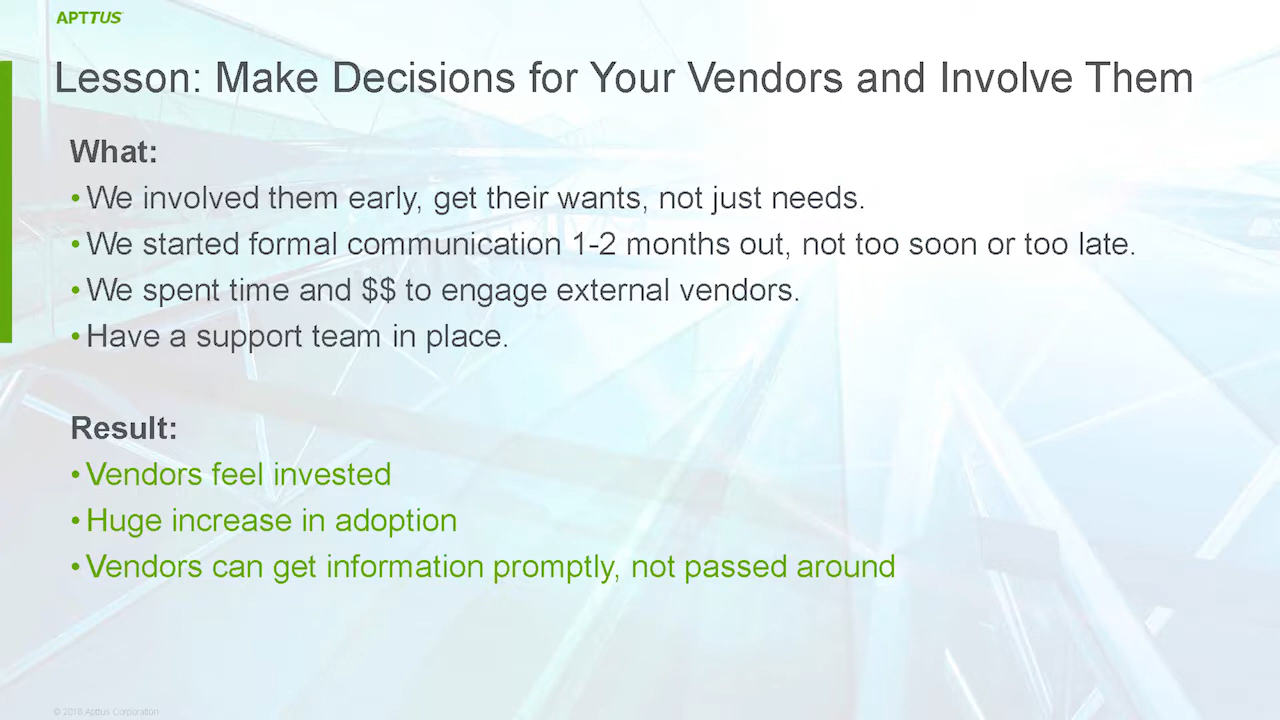 APTTUS
Lesson: Make Decisions for Your Vendors and Involve Them
What:
• We involved them early, get their wants, not just needs.
• We started formal communication 1-2 months out, not too soon or too late.
• We spent time and $$ to engage external vendors.
• Have a support team in place.
Result:
• Vendors feel invested
• Huge increase in adoption
• Vendors can get information promptly, not passed around
© 2018 Apttus Corporation